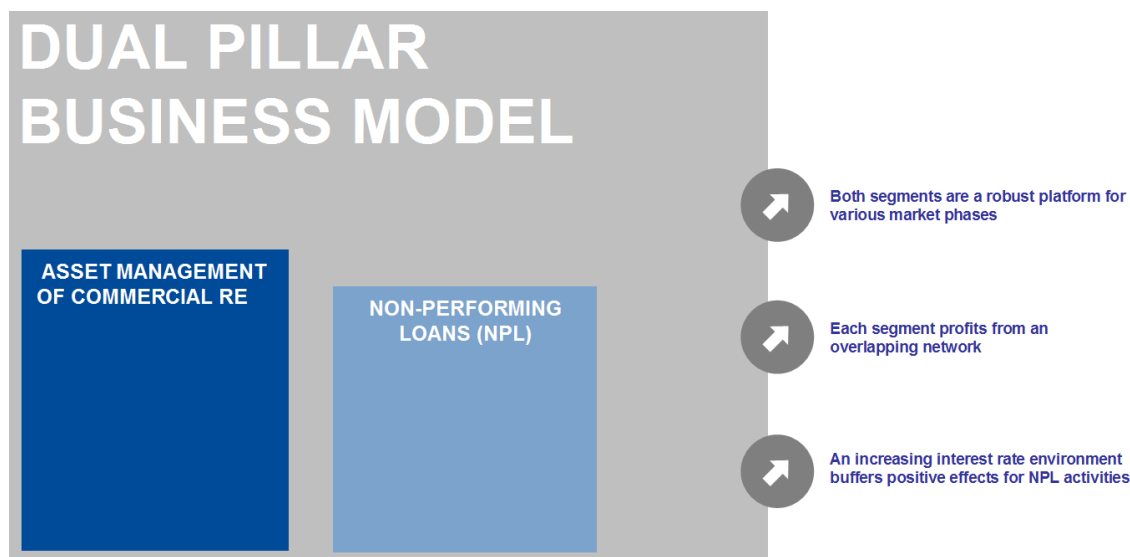 DUAL PILLAR
BUSINESS MODEL
ASSET MANAGEMENT
OF COMMERCIAL RE
NON-PERFORMING
LOANS (NPL)
Both segments are a robust platform for
various market phases
Each segment profits from an
overlapping network
An increasing interest rate environment
buffers positive effects for NPL activities